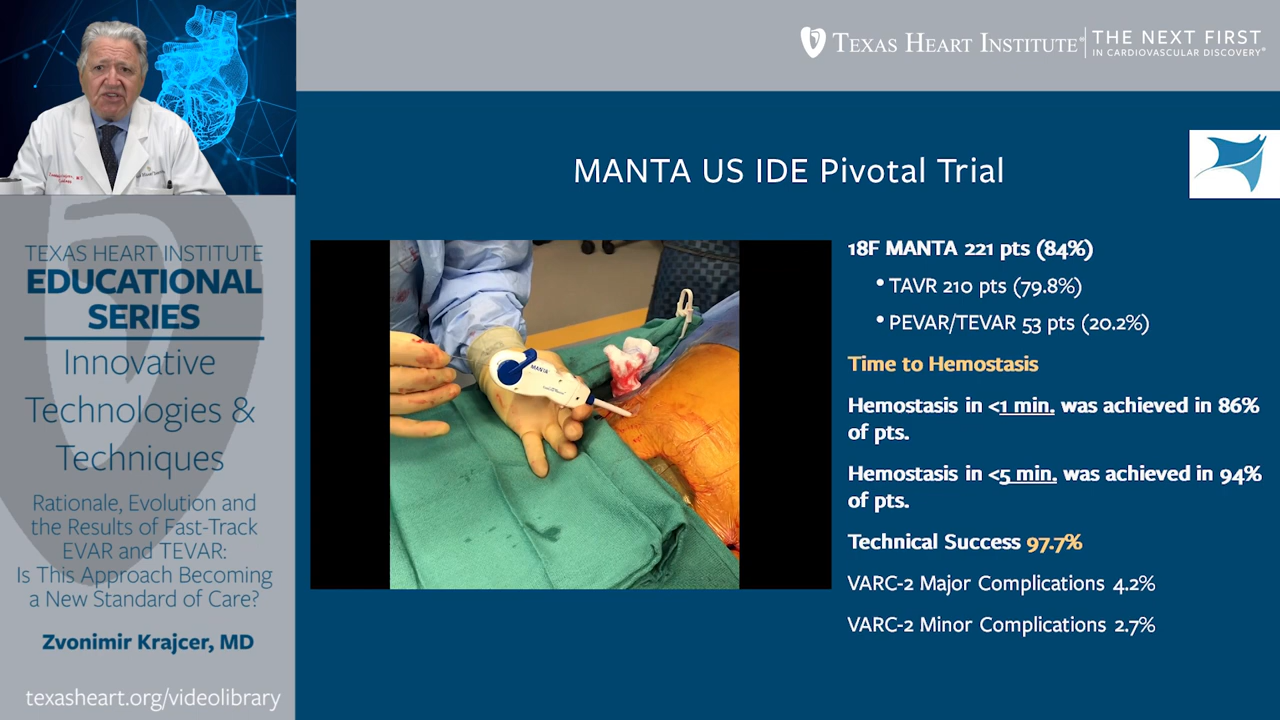 TEXAS HEART INSTITUTE® THE NEXT FIRST
IN CARDIOVASCULAR DISCOVERY®
TEXAS HEART INSTITUTE
EDUCATIONAL
SERIES
Innovative
Technologies &
Techniques
Rationale, Evolution and
the Results of Fast-Track
EVAR and TEVAR:
Is This Approach Becoming
a New Standard of Care?
Zvonimir Krajcer, MD
texasheart.org/videolibrary
MANTA US IDE Pivotal Trial
MANTA
18F MANTA 221 pts (84%)
• TAVR 210 pts (79.8%)
• PEVAR/TEVAR 53 pts (20.2%)
Time to Hemostasis
Hemostasis in <1 min. was achieved in 86%
of pts.
Hemostasis in <5 min. was achieved in 94%
of pts.
Technical Success 97.7%
VARC-2 Major Complications 4.2%
VARC-2 Minor Complications 2.7%